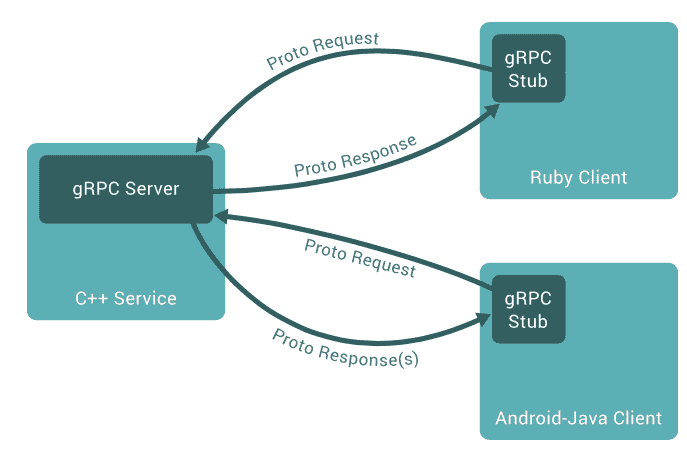 Proto Request
gRPC
Stub
Ruby Client
Proto Response
gRPC Server
C++ Service
Proto Request
Proto Response(s)
gRPC
Stub
Android-Java Client